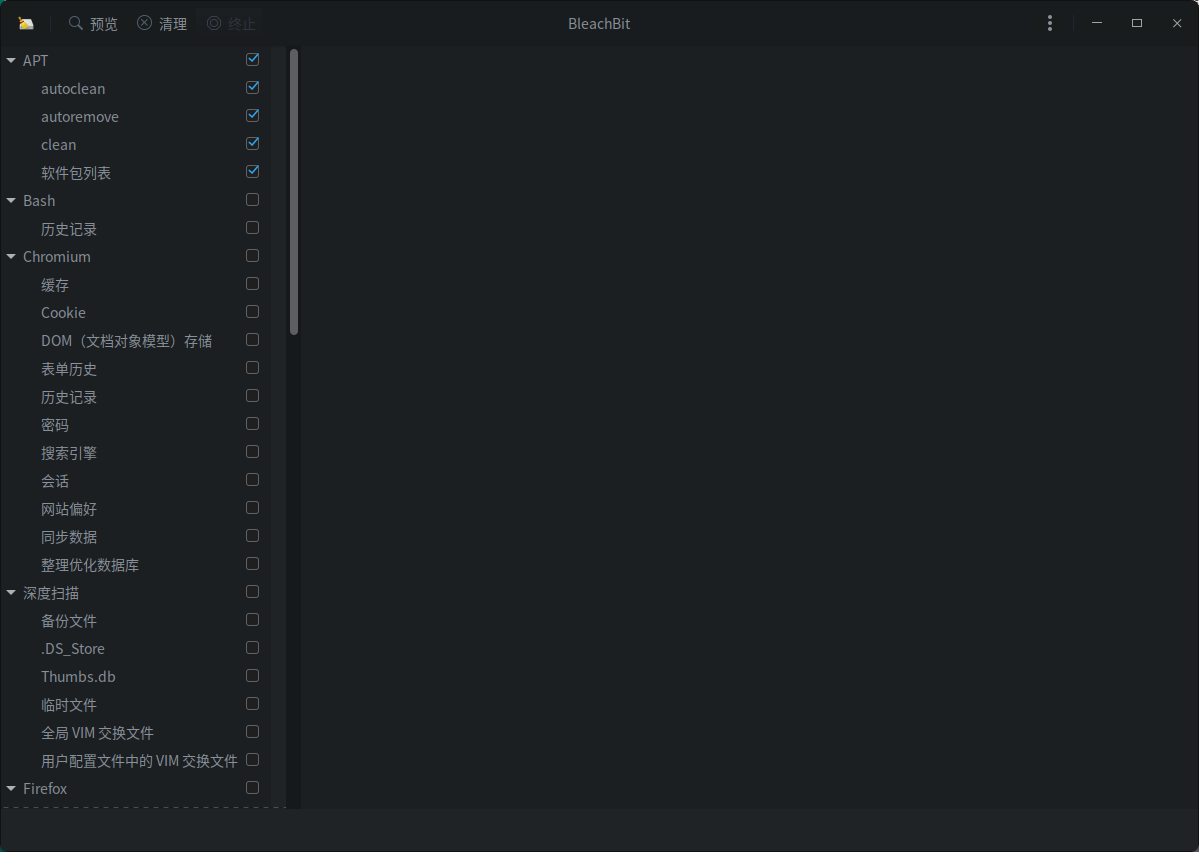 预览 清理 终止 BleachBit
APT
autoclean
autoremove
clean
软件包列表
Bash
历史记录
Chromium
缓存
Cookie
DOM（文档对象模型）存储
表单历史
历史记录
密码
搜索引擎
会话
网站偏好
同步数据
整理优化数据库
深度扫描
备份文件
.DS_Store
Thumbs.db
临时文件
全局 VIM 交换文件
用户配置文件中的 VIM 交换文件
Firefox